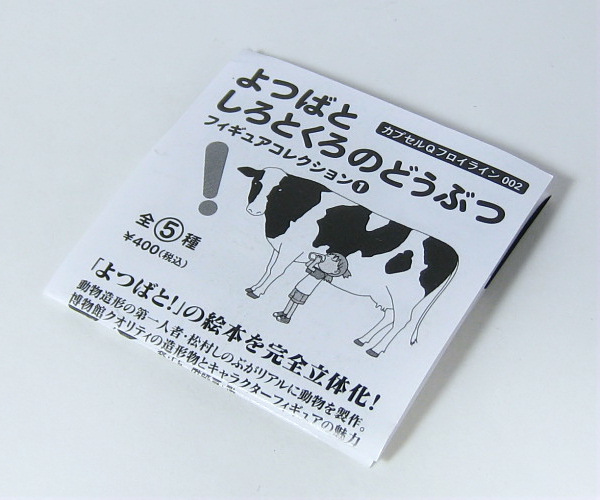 よつばと
しろとくろのどうぶつ
フィギュアコレクション❶
カプセルQフロイライン 002
!
全⑤種
¥400(税込)
「よつばと!」の絵本を完全立体化!
動物造形の第一人者・松村しのぶがリアルに動物を製作。
博物館クオリティの造形物とキャラクターフィギュアの魅力